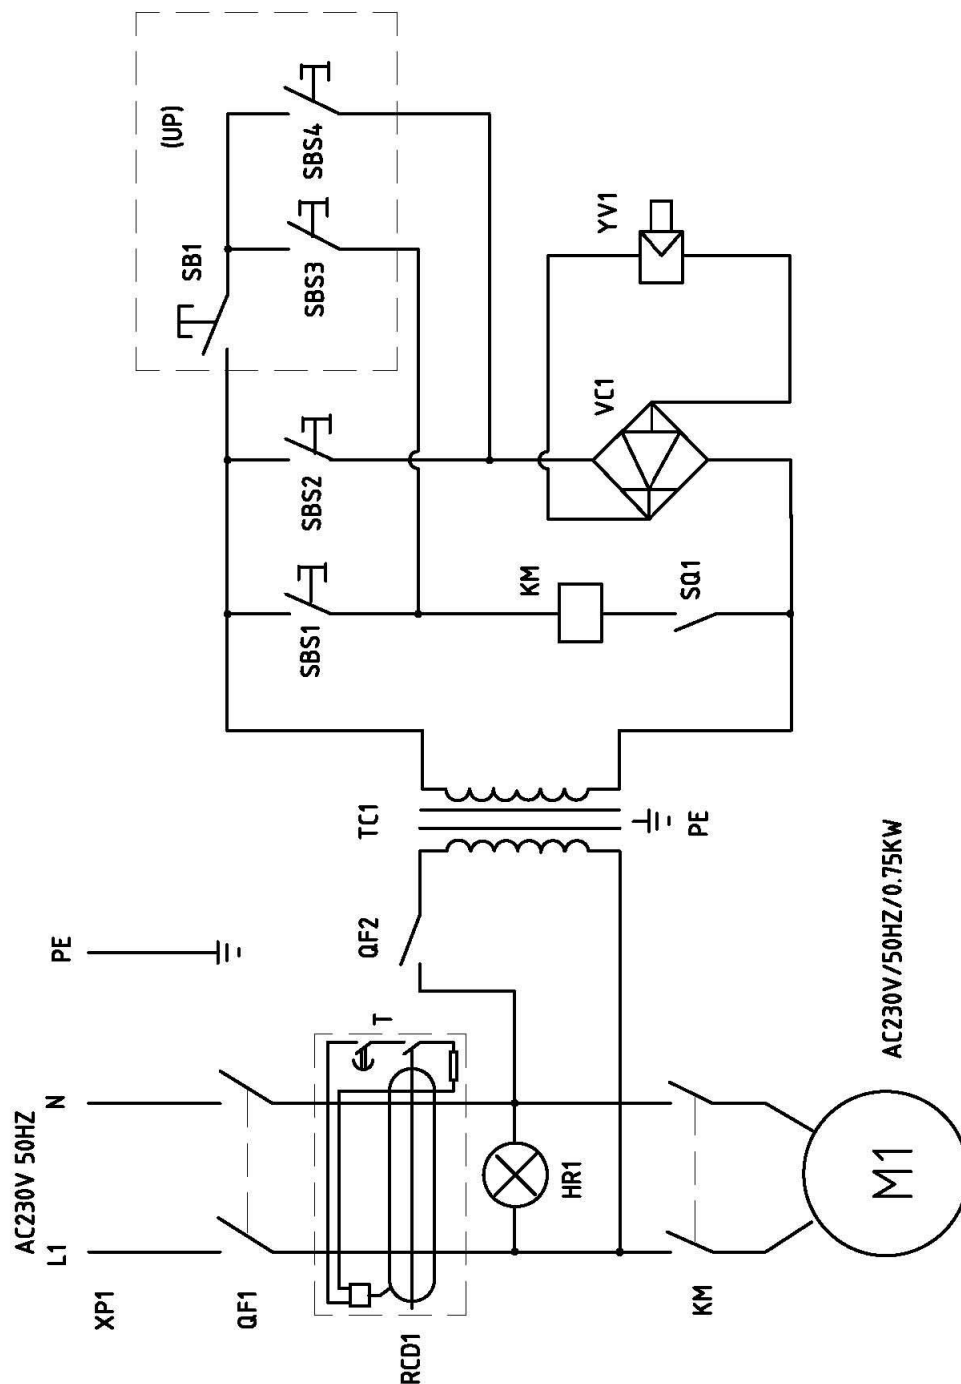 AC230V 50HZ
XP1
L1
N
PE
QF1
RCD1
T
HR1
QF2
TC1
PE
KM
M1
AC230V/50HZ/0.75KW
SBS1
SBS2
SB1
(UP)
SBS3
SBS4
KM
SQ1
VC1
YV1